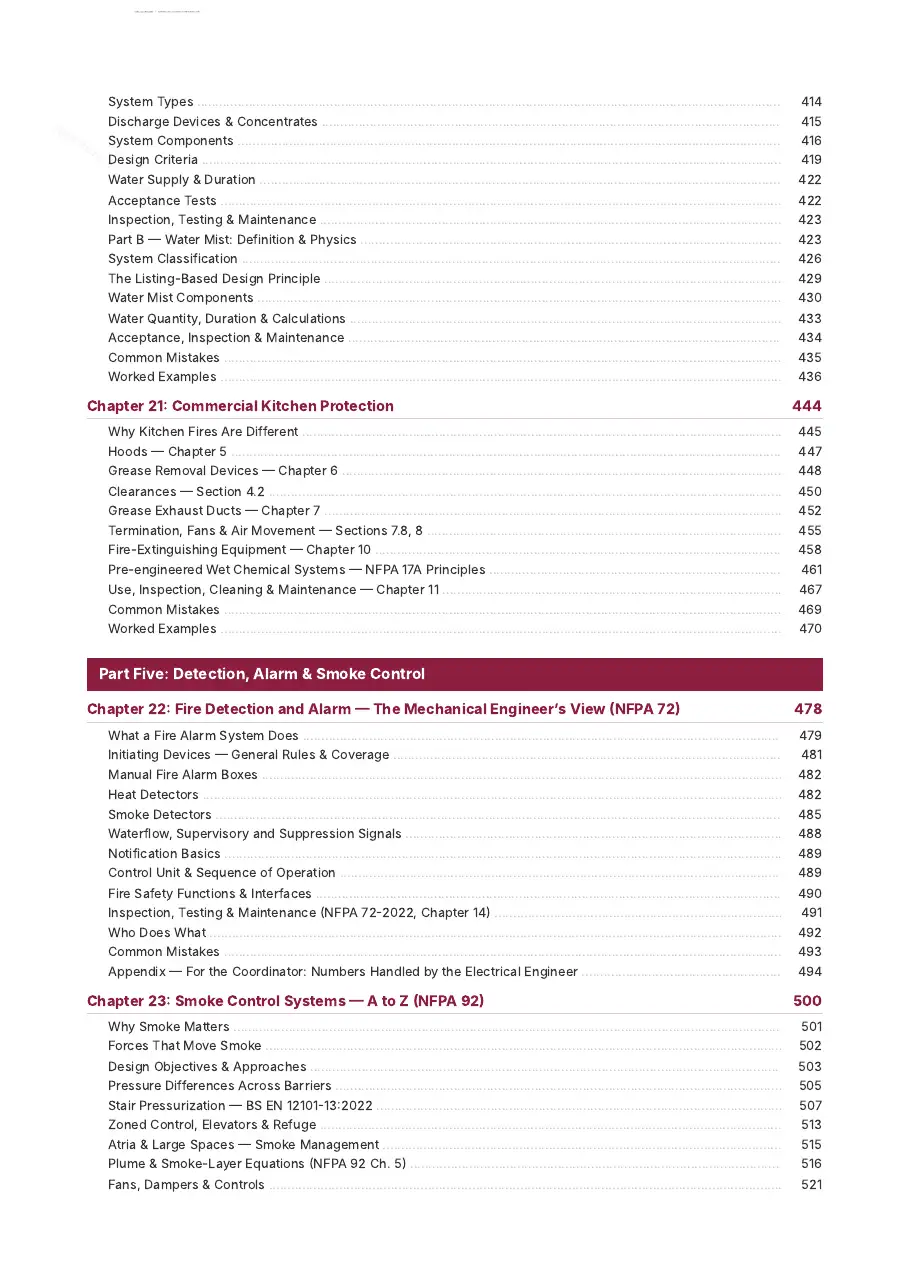 System Types 414
Discharge Devices & Concentrates 415
System Components 416
Design Criteria 419
Water Supply & Duration 422
Acceptance Tests 422
Inspection, Testing & Maintenance 423
Part B — Water Mist: Definition & Physics 423
System Classification 426
The Listing-Based Design Principle 429
Water Mist Components 430
Water Quantity, Duration & Calculations 433
Acceptance, Inspection & Maintenance 434
Common Mistakes 435
Worked Examples 436
Chapter 21: Commercial Kitchen Protection 444
Why Kitchen Fires Are Different 445
Hoods — Chapter 5 447
Grease Removal Devices — Chapter 6 448
Clearances — Section 4.2 450
Grease Exhaust Ducts — Chapter 7 452
Termination, Fans & Air Movement — Sections 7.8, 8 455
Fire-Extinguishing Equipment — Chapter 10 458
Pre-engineered Wet Chemical Systems — NFPA 17A Principles 461
Use, Inspection, Cleaning & Maintenance — Chapter 11 467
Common Mistakes 469
Worked Examples 470
Part Five: Detection, Alarm & Smoke Control
Chapter 22: Fire Detection and Alarm — The Mechanical Engineer’s View (NFPA 72) 478
What a Fire Alarm System Does 479
Initiating Devices — General Rules & Coverage 481
Manual Fire Alarm Boxes 482
Heat Detectors 482
Smoke Detectors 485
Waterflow, Supervisory and Suppression Signals 488
Notification Basics 489
Control Unit & Sequence of Operation 489
Fire Safety Functions & Interfaces 490
Inspection, Testing & Maintenance (NFPA 72-2022, Chapter 14) 491
Who Does What 492
Common Mistakes 493
Appendix — For the Coordinator: Numbers Handled by the Electrical Engineer 494
Chapter 23: Smoke Control Systems — A to Z (NFPA 92) 500
Why Smoke Matters 501
Forces That Move Smoke 502
Design Objectives & Approaches 503
Pressure Differences Across Barriers 505
Stair Pressurization — BS EN 12101-13:2022 507
Zoned Control, Elevators & Refuge 513
Atria & Large Spaces — Smoke Management 515
Plume & Smoke-Layer Equations (NFPA 92 Ch. 5) 516
Fans, Dampers & Controls 521